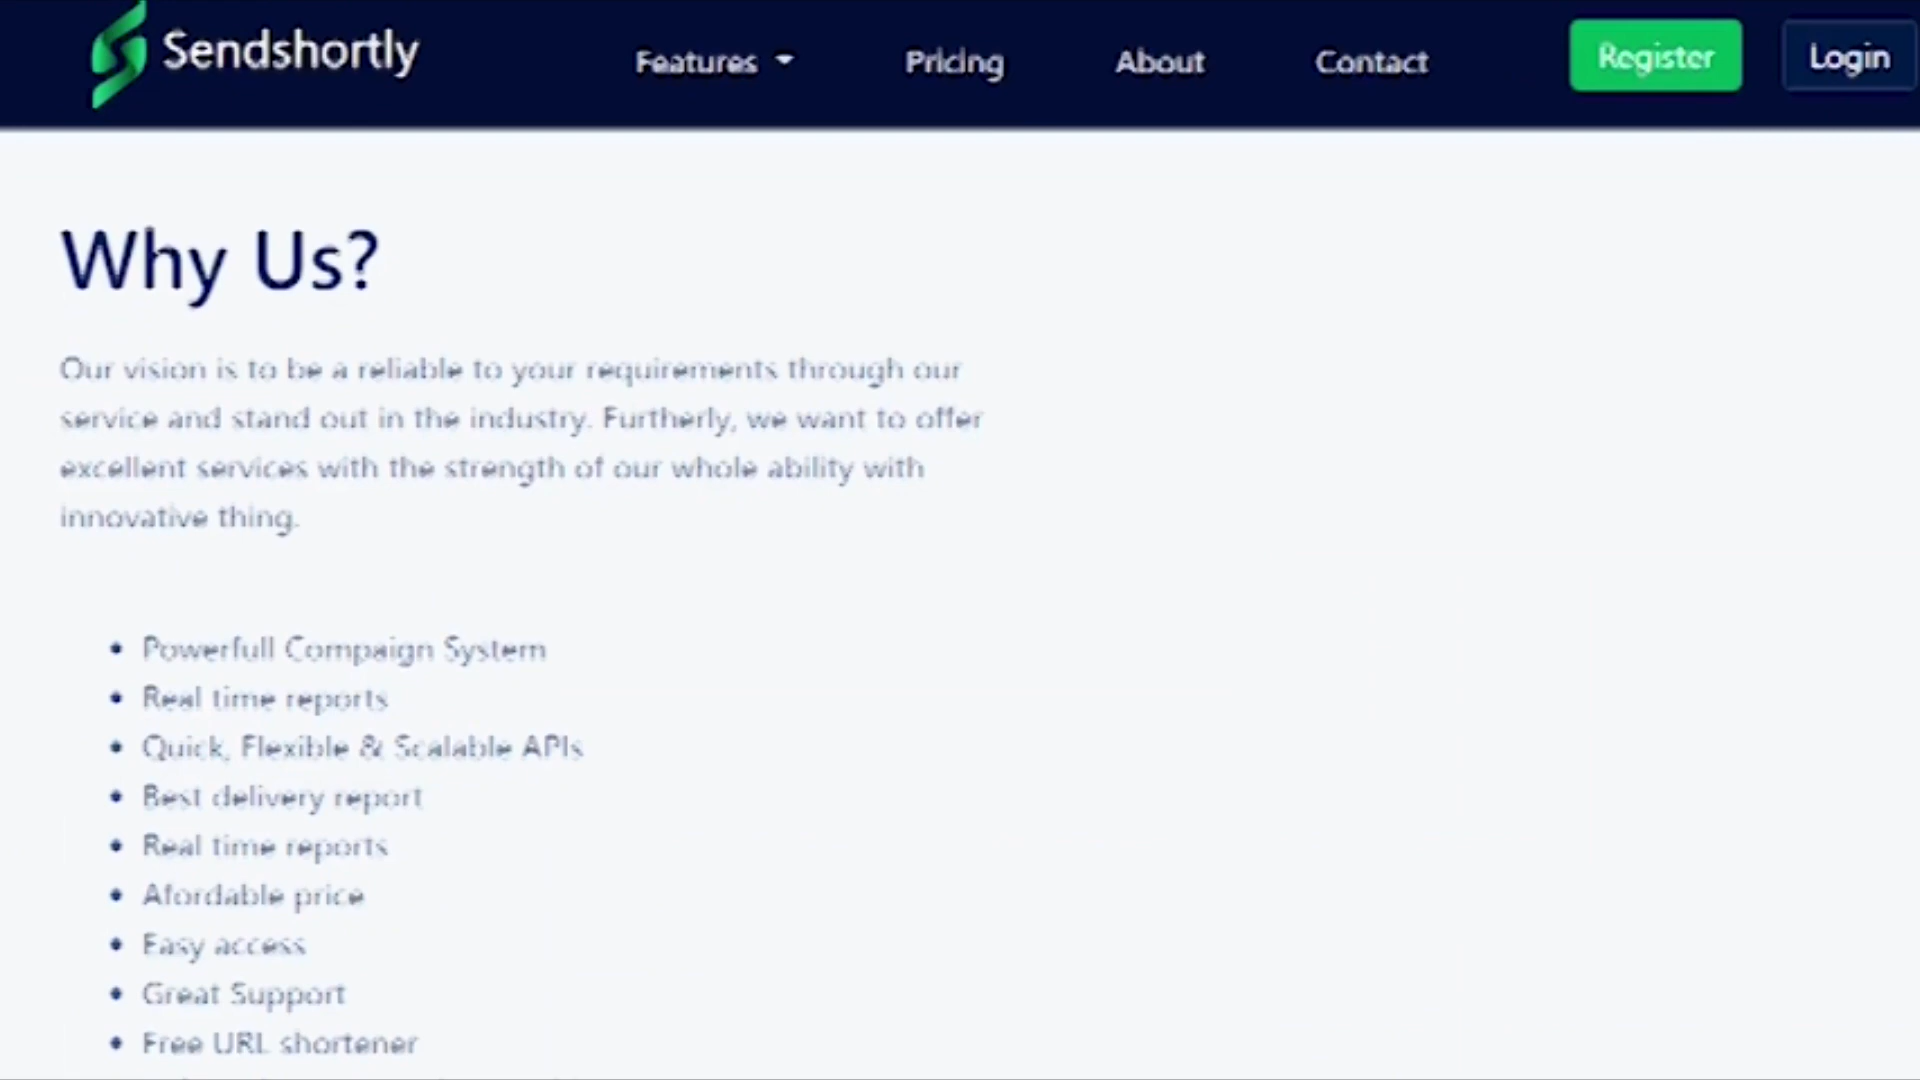 Sendshortly
Features
Pricing
About
Contact
Register
Login
Why Us?
Our vision is to be a reliable to your requirements through our
service and stand out in the industry. Furtherly, we want to offer
excellent services with the strength of our whole ability with
innovative thing.
Powerfull Compaign System
Real time reports
Quick, Flexible & Scalable APIs
Best delivery report
Real time reports
Afordable price
Easy access
Great Support
Free URL shortener